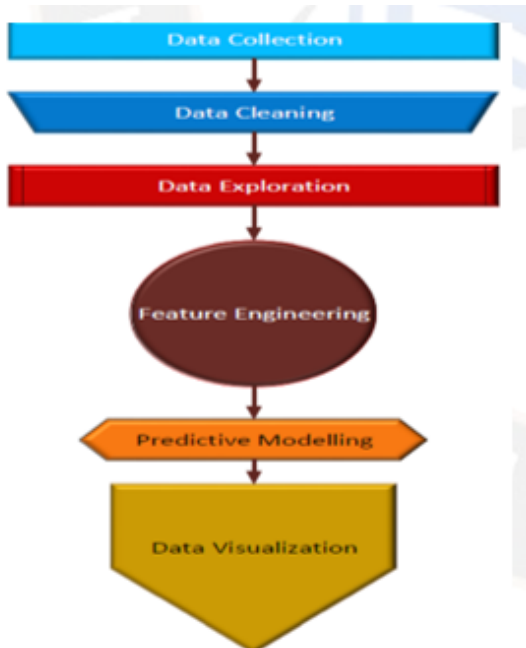 Data Collection
Data Cleaning
Data Exploration
Feature Engineering
Predictive Modelling
Data Visualization